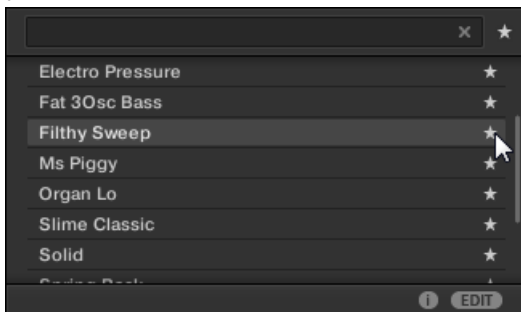 Electro Pressure
Fat 3Osc Bass
Filthy Sweep
Ms Piggy
Organ Lo
Slime Classic
Solid
EDIT